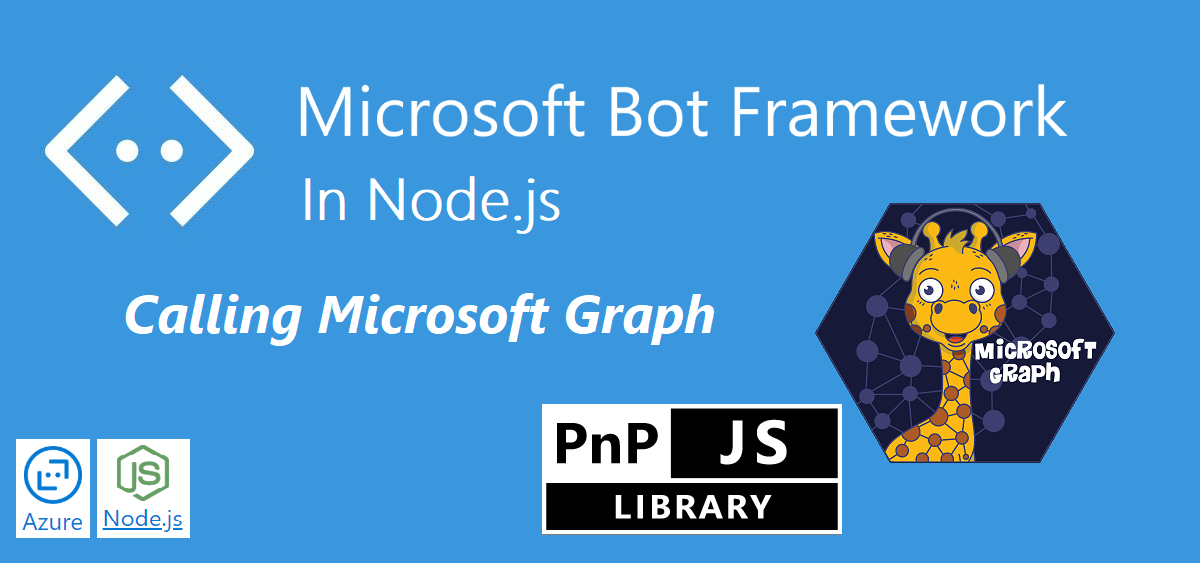 Microsoft Bot Framework
In Node.js
Calling Microsoft Graph
MiCROSOFT
GRaPh
PnP JS
LIBRARY
JS
Azure
Node.js